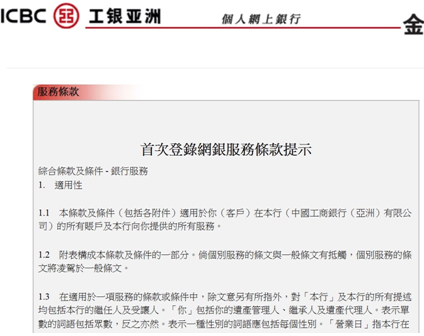 ICBC 工银亚洲 個人網上銀行 金
服務條款
首次登錄網銀服務條款提示
綜合條款及條件 - 銀行服務
1. 適用性
1.1 本條款及條件（包括各附件）適用於你（客戶）在本行（中國工商銀行（亞洲）有限公
司）的所有賬戶及本行向你提供的所有服務。
1.2 附表構成本條款及條件的一部分。倘個別服務的條文與一般條文有抵觸，個別服務的條
文將凌駕於一般條文。
1.3 在適用於一項服務的條款或條件中，除文意另有所指外，對「本行」及本行的所有提述
均包括本行的繼任人及受讓人。「你」包括你的遺產管理人、繼承人及遺產代理人。表示單
數的詞語包括眾數，反之亦然。表示一種性別的詞語應包括每個性別。「營業日」指本行在